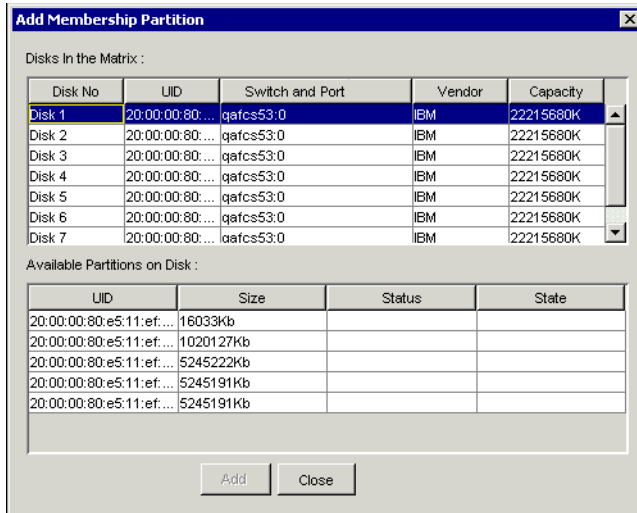 Add Membership Partition
Disks In the Matrix :
Disk No UID Switch and Port Vendor Capacity
Disk 1 20:00:00:80:... qafcs53:0 IBM 22215680K
Disk 2 20:00:00:80:... qafcs53:0 IBM 22215680K
Disk 3 20:00:00:80:... qafcs53:0 IBM 22215680K
Disk 4 20:00:00:80:... qafcs53:0 IBM 22215680K
Disk 5 20:00:00:80:... qafcs53:0 IBM 22215680K
Disk 6 20:00:00:80:... qafcs53:0 IBM 22215680K
Disk 7 20:00:00:80:... qafcs53:0 IBM 22215680K
Available Partitions on Disk :
UID Size Status State
20:00:00:80:e5:11:ef:... 16033Kb
20:00:00:80:e5:11:ef:... 1020127Kb
20:00:00:80:e5:11:ef:... 5245222Kb
20:00:00:80:e5:11:ef:... 5245191Kb
20:00:00:80:e5:11:ef:... 5245191Kb
Add Close